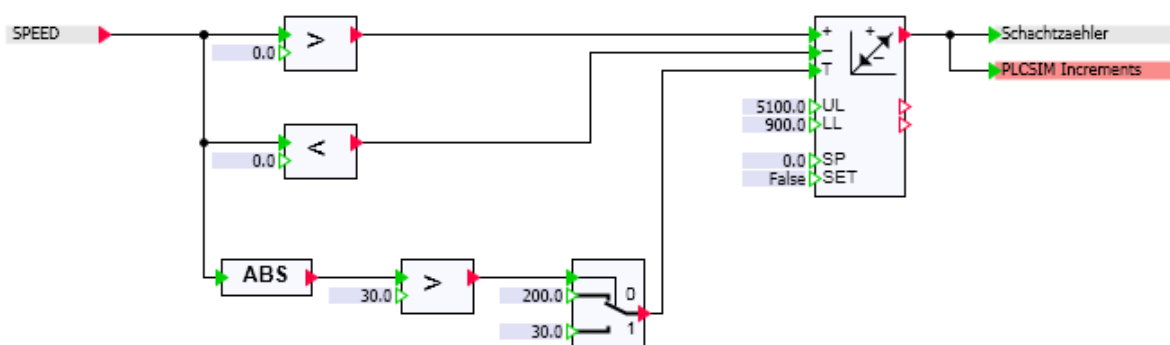 SPEED
>
0.0
<
0.0
ABS
>
30.0
200.0
0
30.0
1
+
−
T
+
−
5100.0 UL
900.0 LL
0.0 SP
False SET
Schachtzaehler
PLCSIM Increments